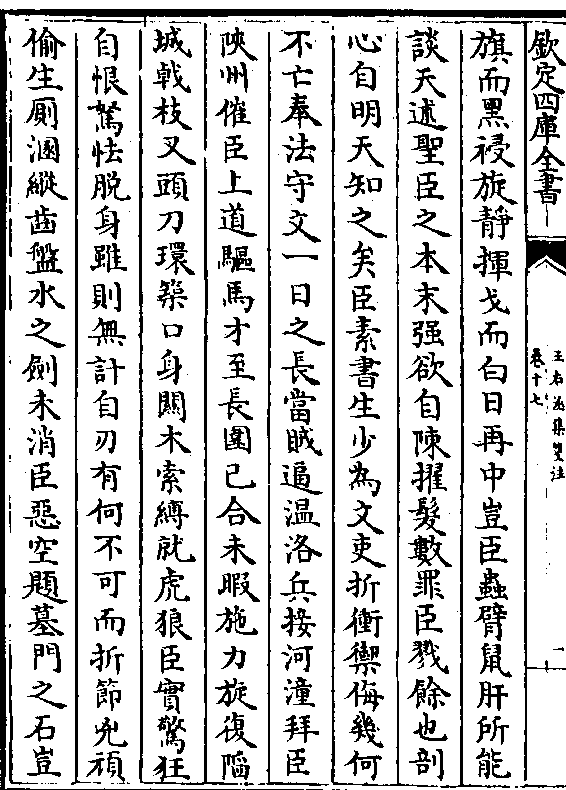 欽定四庫全書
王右丞集箋注
卷十七
一
旗而黑祲旋靜揮戈而白日再中豈臣蟲臂鼠肝所能
談天述聖臣之本末强欲自陳擢髮數罪臣戮餘也剖
心自明天知之矣臣素書生少為文吏折衝禦侮幾何
不亡奉法守文一日之長當賊逼温洛兵接河潼拜臣
陜州催臣上道驅馬才至長圍已合未暇施力旋復陷
城戟枝叉頭刀環築口身關木索縛就虎狼臣實驚狂
自恨駑怯脱身雖則無計自刃有何不可而折節兇頑
偷生厠溷縱齒盤水之劍未消臣惡空題墓門之石豈